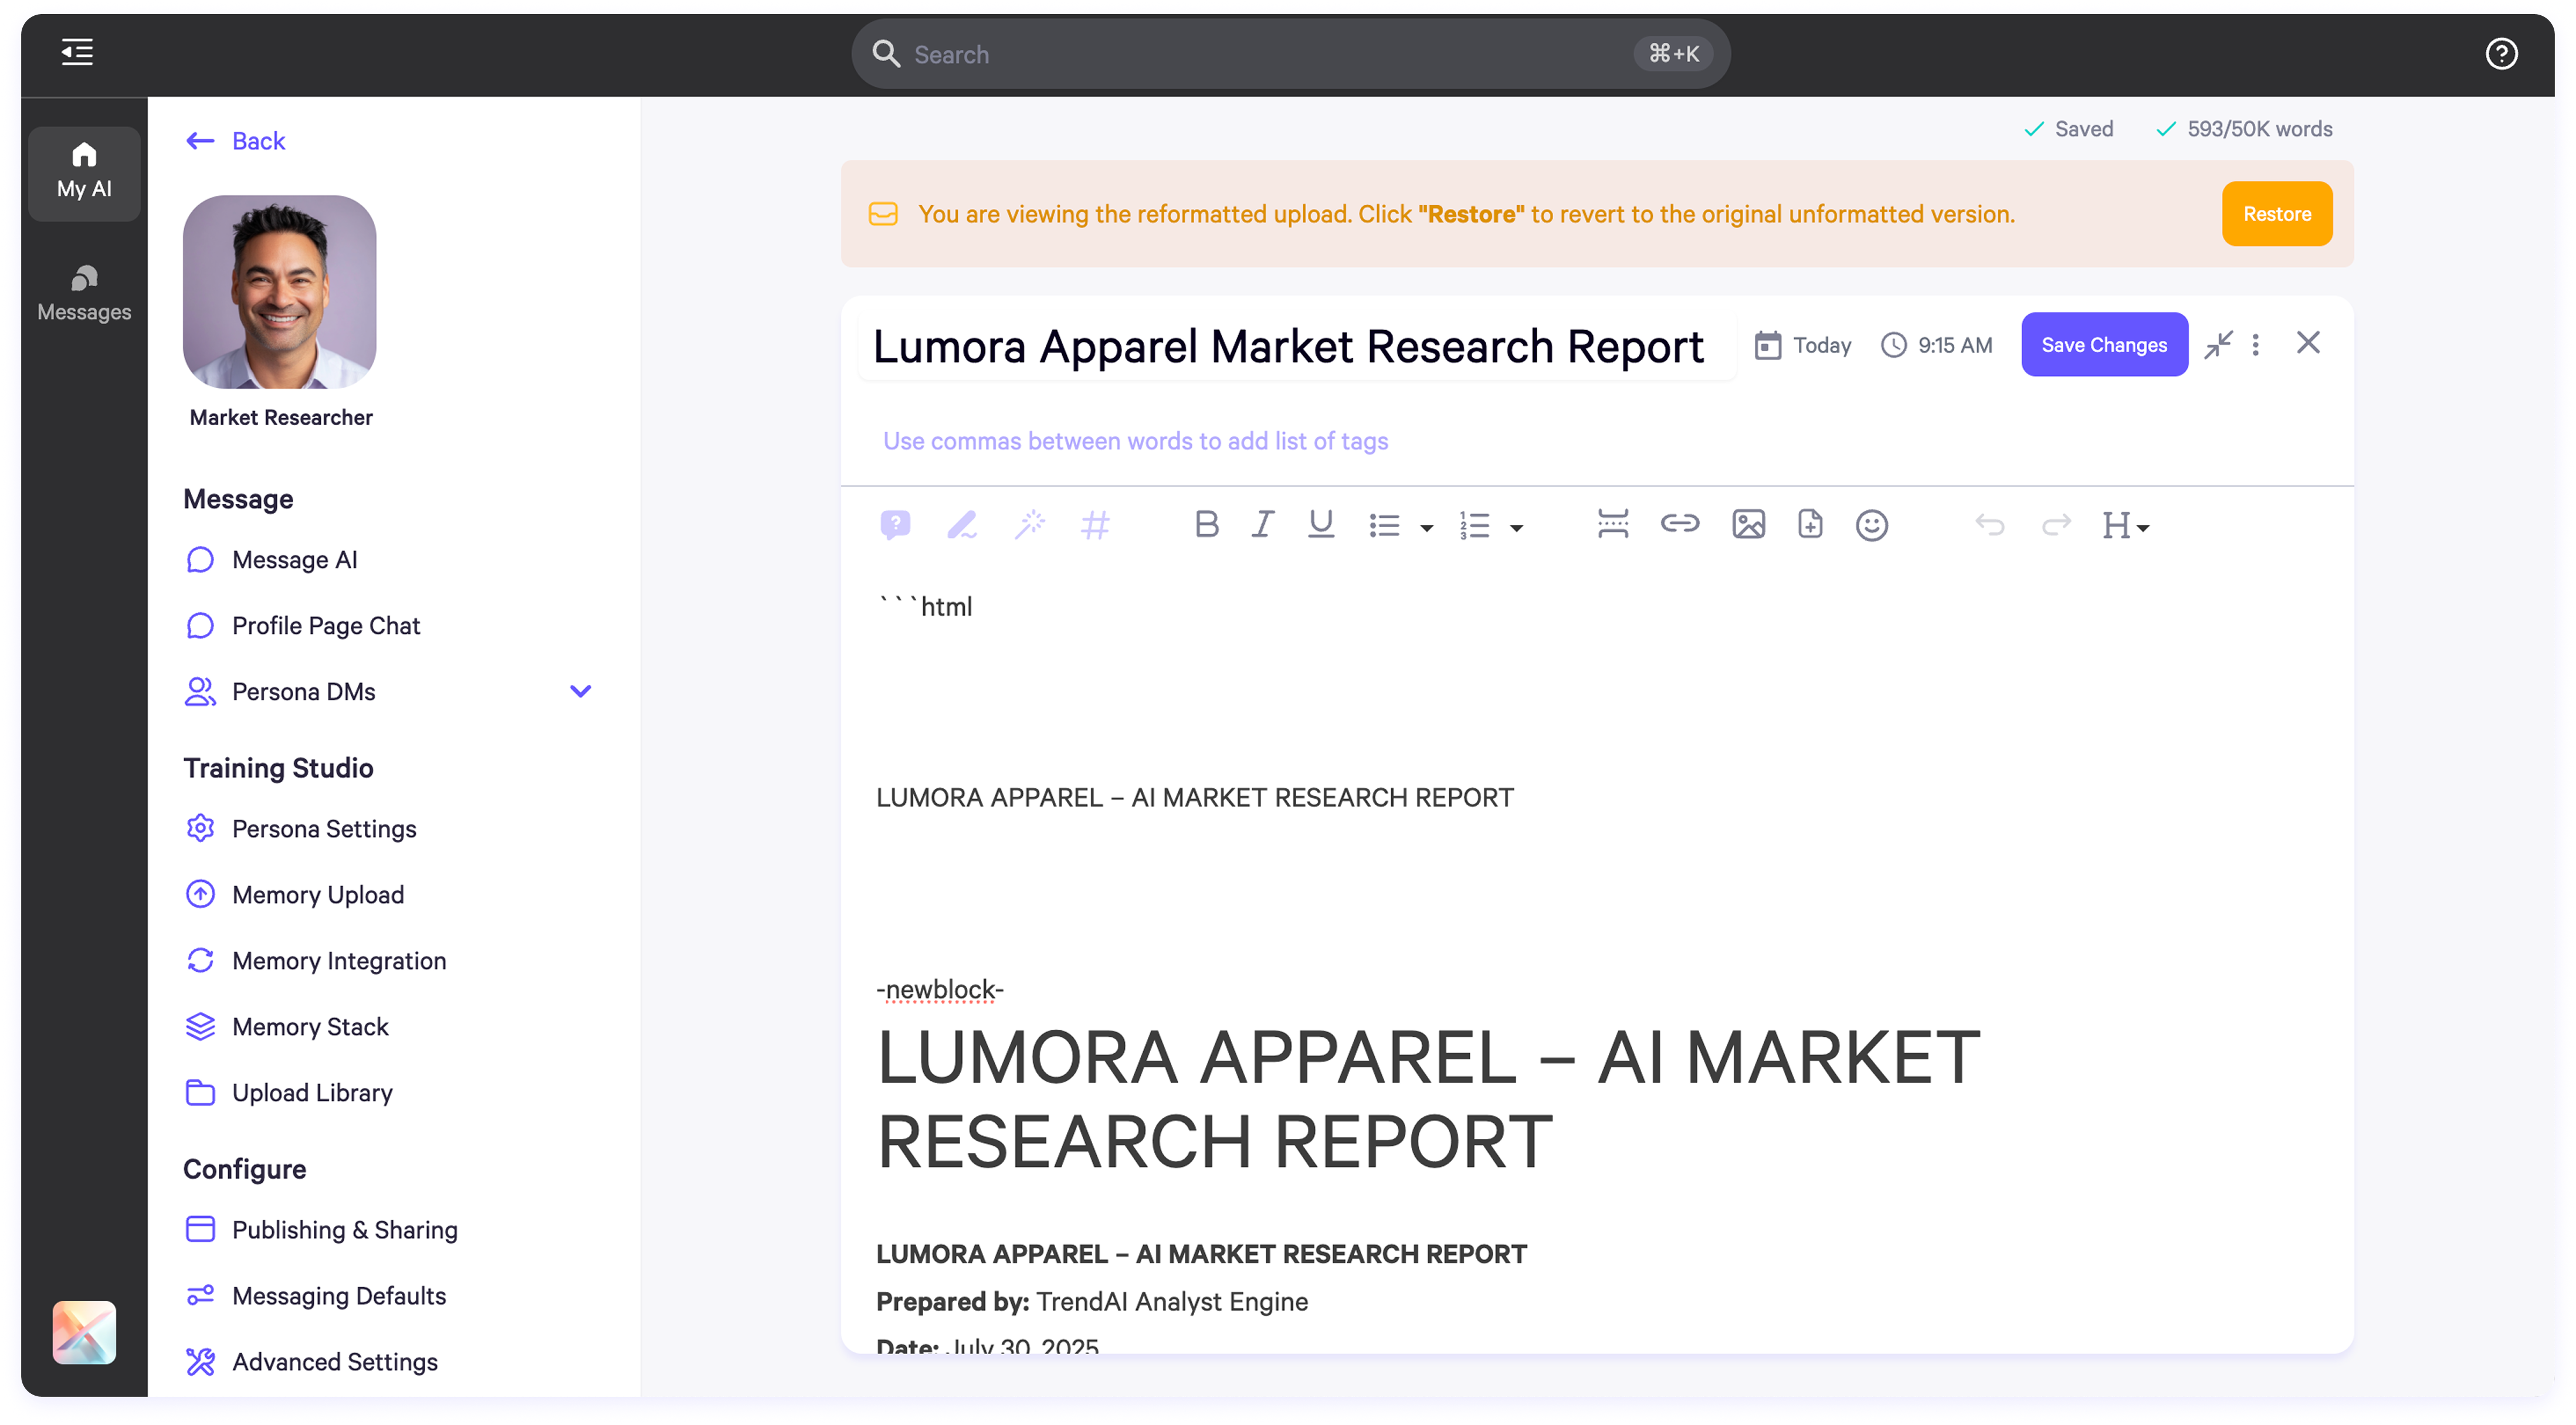 Search
⌘+K
My AI
Messages
Back
Market Researcher
Message
Message AI
Profile Page Chat
Persona DMs
Training Studio
Persona Settings
Memory Upload
Memory Integration
Memory Stack
Upload Library
Configure
Publishing & Sharing
Messaging Defaults
Advanced Settings
Saved
593/50K words
You are viewing the reformatted upload. Click "Restore" to revert to the original unformatted version.
Restore
Lumora Apparel Market Research Report
Today
9:15 AM
Save Changes
Use commas between words to add list of tags
```html
LUMORA APPAREL – AI MARKET RESEARCH REPORT
-newblock-
LUMORA APPAREL – AI MARKET
RESEARCH REPORT
LUMORA APPAREL – AI MARKET RESEARCH REPORT
Prepared by: TrendAI Analyst Engine
Date: July 30, 2025